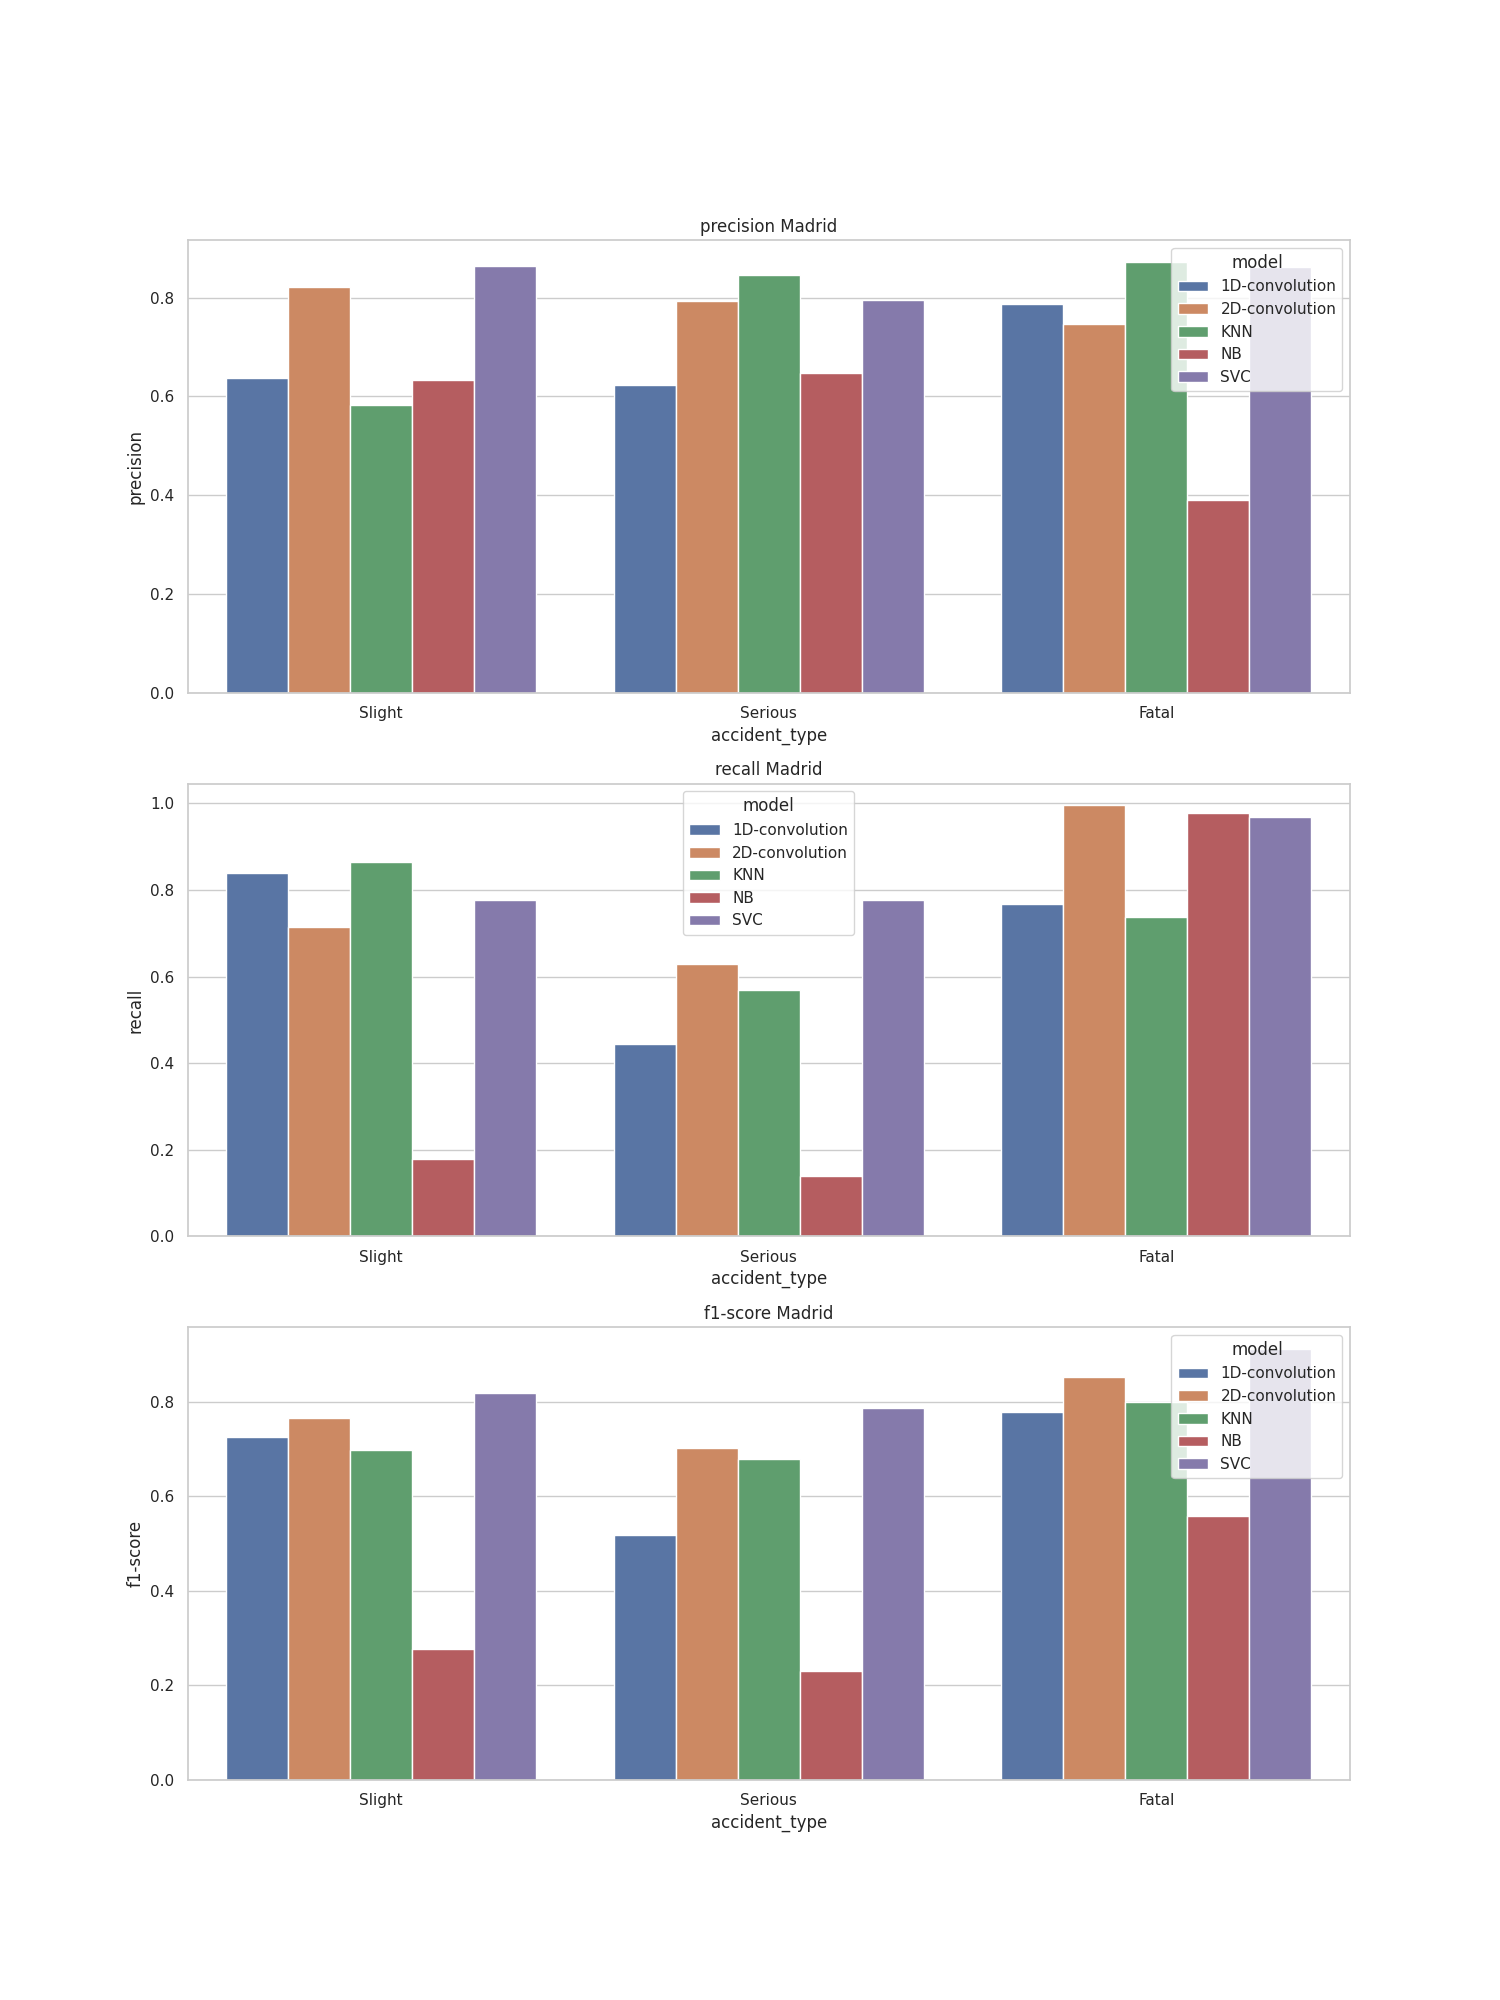 precision Madrid
model
1D-convolution
2D-convolution
KNN
NB
SVC
0.8
0.6
0.4
0.2
0.0
precision
Slight Serious Fatal
accident_type
recall Madrid
model
1D-convolution
2D-convolution
KNN
NB
SVC
1.0
0.8
0.6
0.4
0.2
0.0
recall
Slight Serious Fatal
accident_type
f1-score Madrid
model
1D-convolution
2D-convolution
KNN
NB
SVC
0.8
0.6
0.4
0.2
0.0
f1-score
Slight Serious Fatal
accident_type